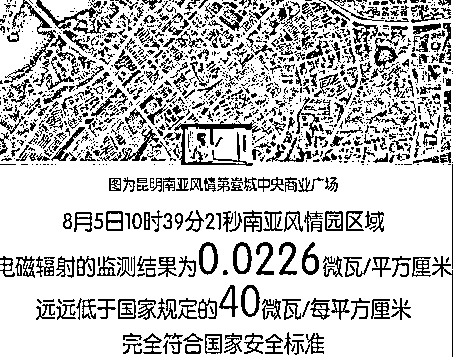 图为昆明南亚风情第壹城中央商业广场
8月5日10时39分21秒南亚风情园区域
电磁辐射的监测结果为0.0226微瓦/平方厘米
远远低于国家规定的40微瓦/每平方厘米
完全符合国家安全标准